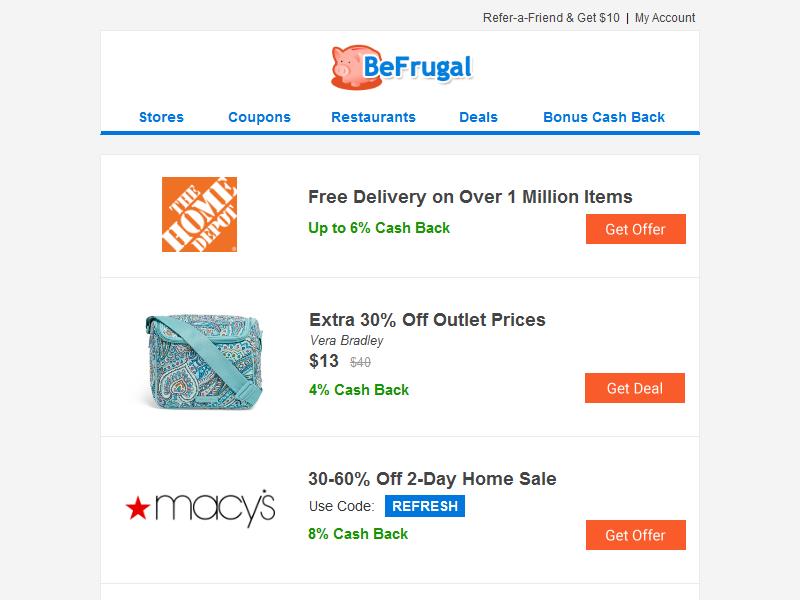 Refer-a-Friend & Get $10 | My Account
BeFrugal
Stores Coupons Restaurants Deals Bonus Cash Back
THE HOME DEPOT
Free Delivery on Over 1 Million Items
Up to 6% Cash Back
Get Offer
Extra 30% Off Outlet Prices
Vera Bradley
$13 $40
4% Cash Back
Get Deal
macy's
30-60% Off 2-Day Home Sale
Use Code: REFRESH
8% Cash Back
Get Offer